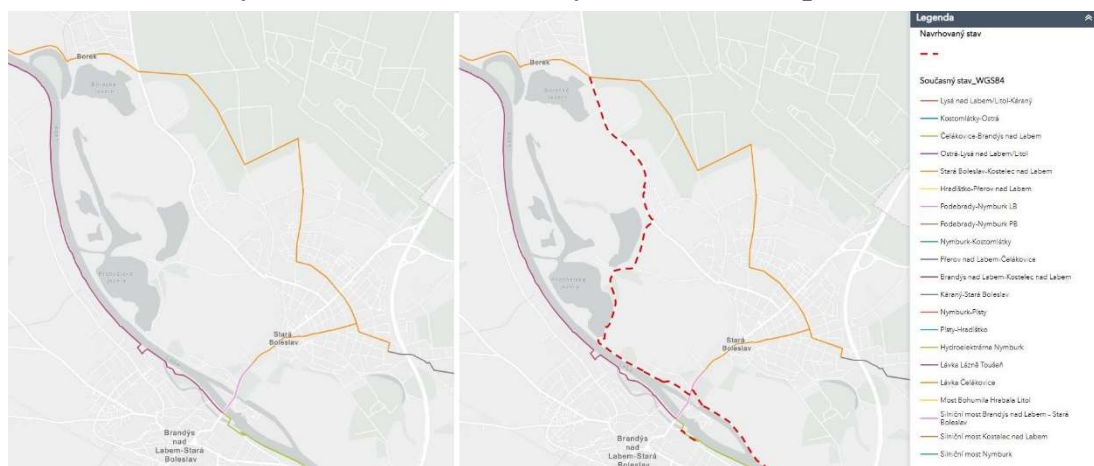 Borek
Stará
Boleslav
Brandýs
nad
Labem-Stará
Boleslav
Borek
Stará
Boleslav
Brandýs
nad
Labem-Stará
Boleslav
Legenda
Navrhovaný stav
Současný stav_WGS84
Lysá nad Labem/Litol-Káraný
Kostomlátky-Ostrá
Čelákovice-Brandýs nad Labem
Ostrá-Lysá nad Labem/Litol
Stará Boleslav-Kostelec nad Labem
Hradištko-Přerov nad Labem
Poděbrady-Nymburk LB
Poděbrady-Nymburk PB
Nymburk-Kostomlátky
Přerov nad Labem-Čelákovice
Brandýs nad Labem-Kostelec nad Labem
Káraný-Stará Boleslav
Nymburk-Písty
Písty-Hradištko
Hydroelektrárna Nymburk
Lávka Lázně Toušeň
Lávka Čelákovice
Most Bohumila Hrabala Litol
Silniční most Brandýs nad Labem - Stará
Boleslav
Silniční most Kostelec nad Labem
Silniční most Nymburk